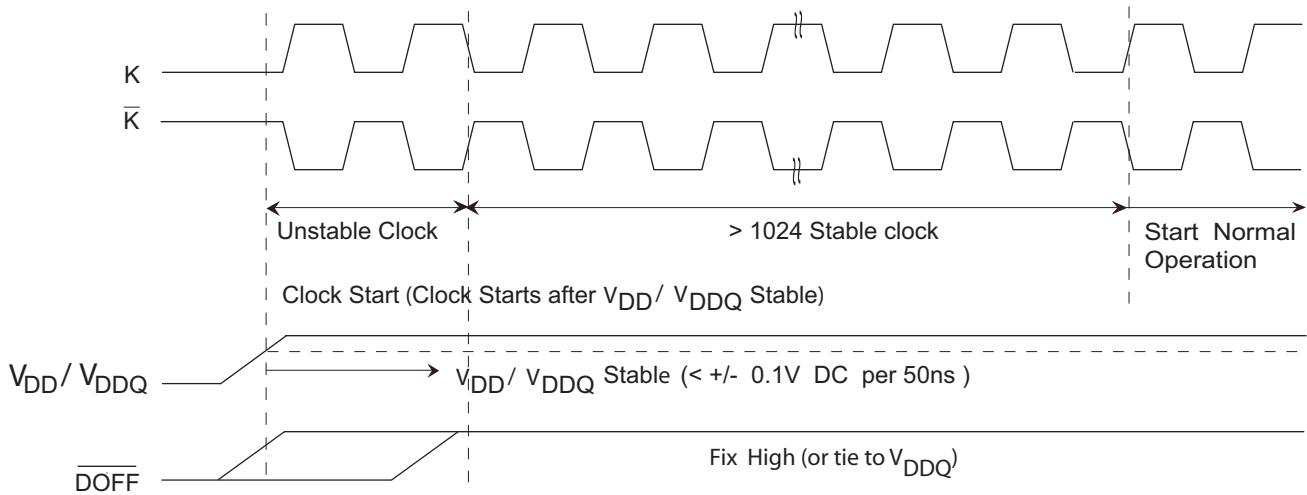 K
K̅
Unstable Clock
> 1024 Stable clock
Start Normal
Operation
Clock Start (Clock Starts after VDD / VDDQ Stable)
VDD / VDDQ
VDD / VDDQ Stable (< +/- 0.1V DC per 50ns )
Fix High (or tie to VDDQ)
D̅O̅F̅F̅